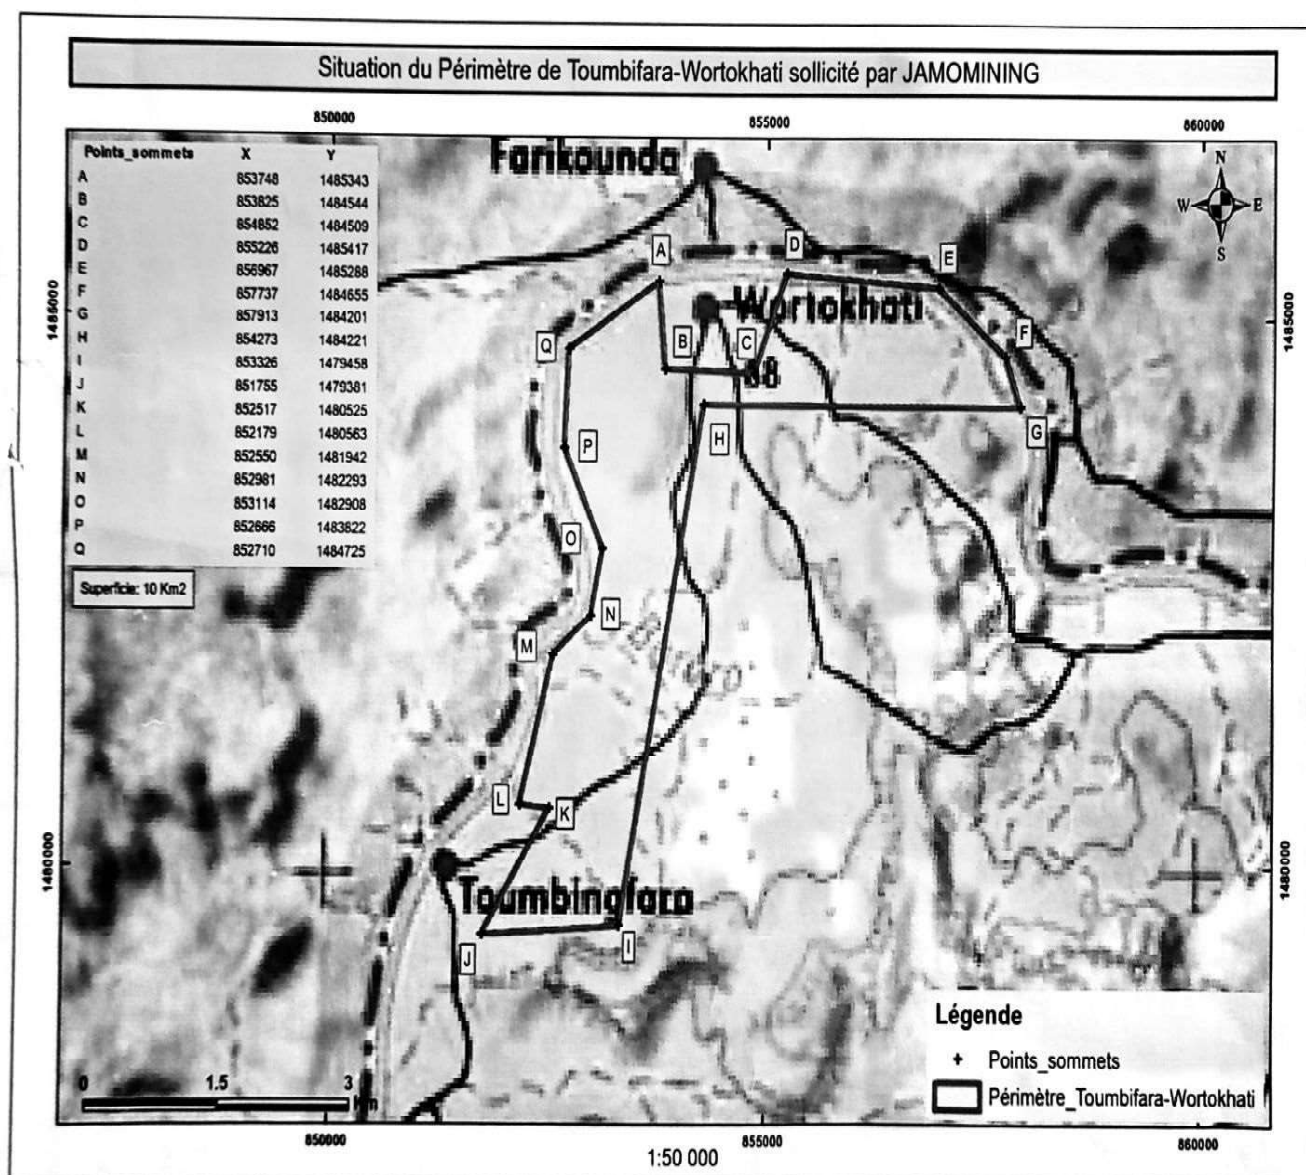 Situation du Périmètre de Toumbifara-Wortokhati sollicité par JAMOMINING
850000 855000 860000
Points_sommets X Y
A 853748 1485343
B 853825 1484544
C 854852 1484509
D 855226 1485417
E 856967 1485288
F 857737 1484655
G 857913 1484201
H 854273 1484221
I 853326 1479458
J 851755 1479381
K 852517 1480525
L 852179 1480563
M 852550 1481942
N 852981 1482293
O 853114 1482908
P 852666 1483822
Q 852710 1484725
Superficie: 10 Km2
Farikounda
N
W E
S
A
D
E
Wortokhati
1485000
1485000
Q
B
C
F
68
P
H
G
O
N
M
L
K
1480000
1480000
Toumbingfara
J
I
Légende
Points_sommets
Périmètre_Toumbifara-Wortokhati
0 1.5 3
Km
850000 855000 860000
1:50 000